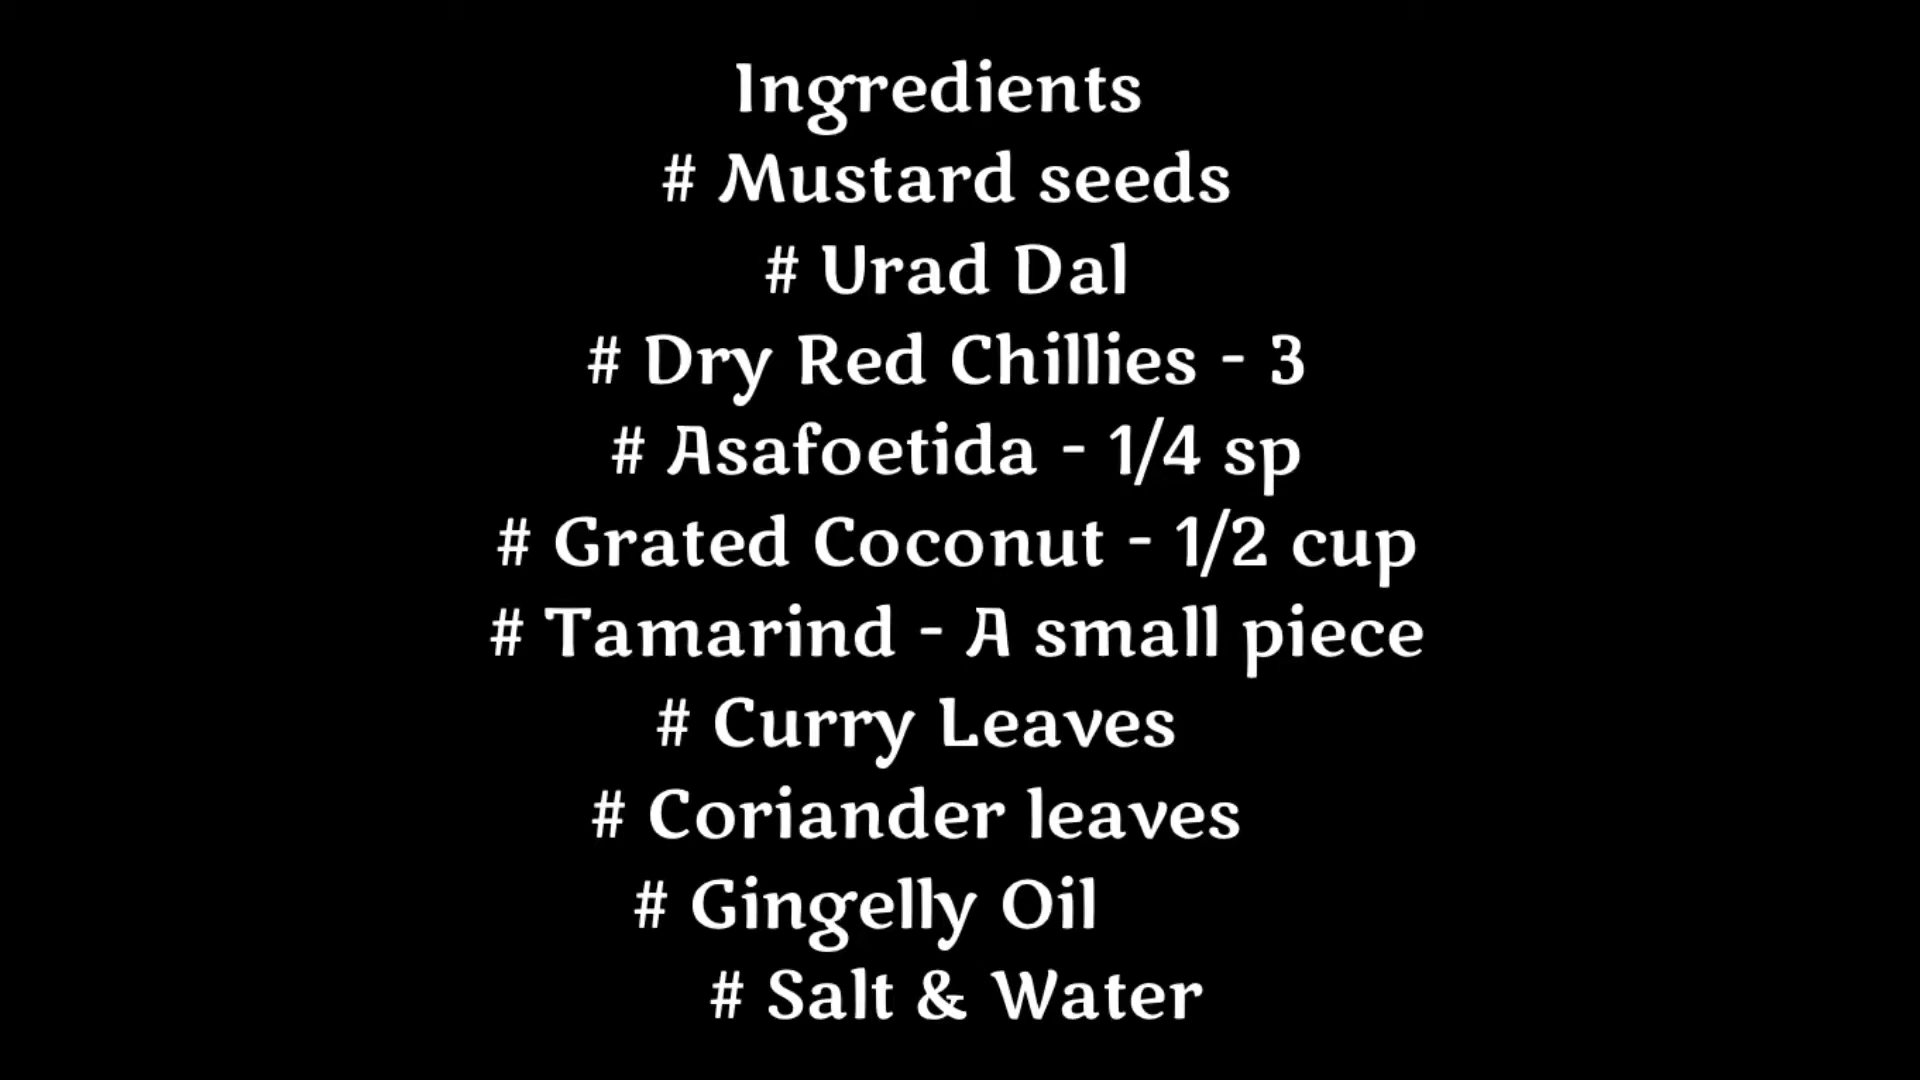 Ingredients
# Mustard seeds
# Urad Dal
# Dry Red Chillies - 3
# Asafoetida - 1/4 sp
# Grated Coconut - 1/2 cup
# Tamarind - A small piece
# Curry Leaves
# Coriander leaves
# Gingelly Oil
# Salt & Water